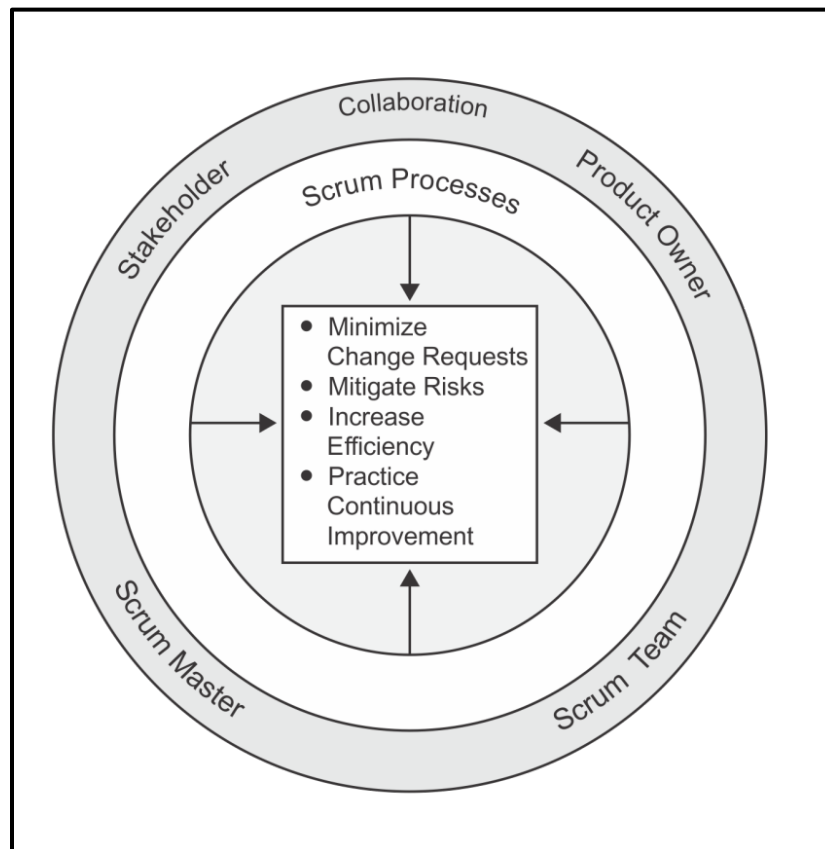 Collaboration
Stakeholder
Product Owner
Scrum Processes
● Minimize
Change Requests
● Mitigate Risks
● Increase
Efficiency
● Practice
Continuous
Improvement
Scrum Master
Scrum Team